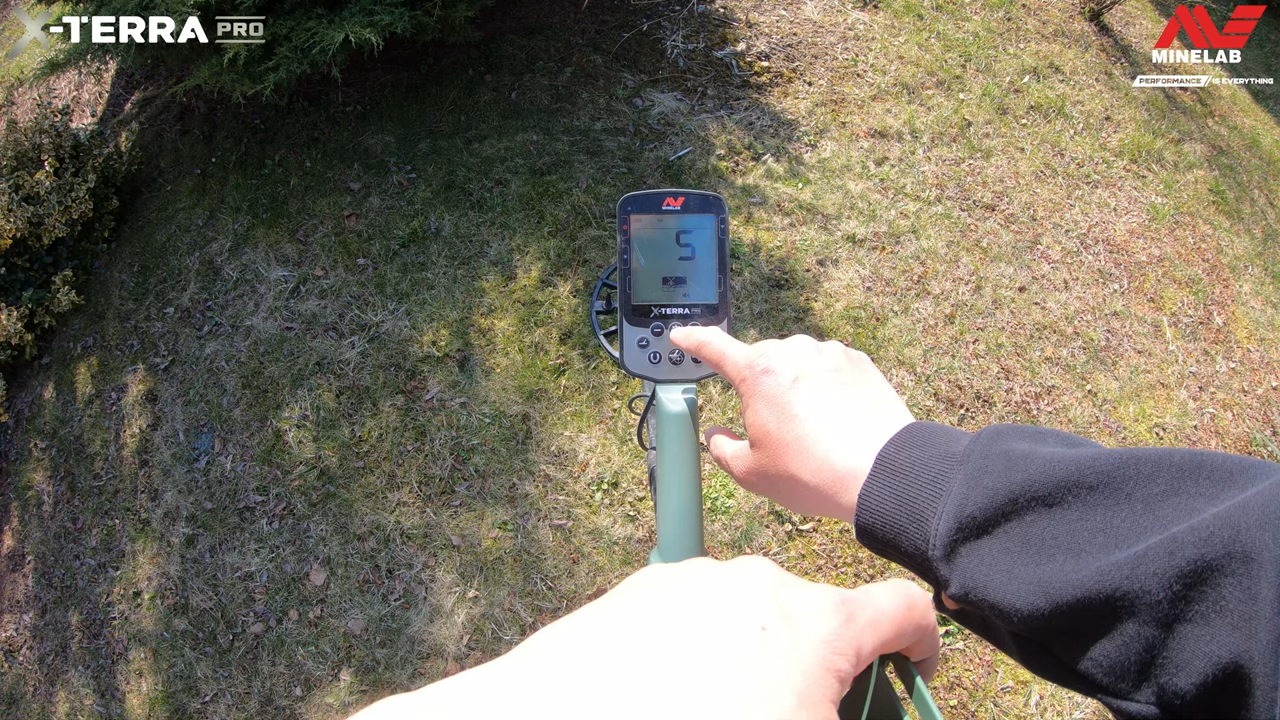 X-TERRA PRO
MINELAB
PERFORMANCE IS EVERYTHING
MINELAB
5
X-TERRA PRO